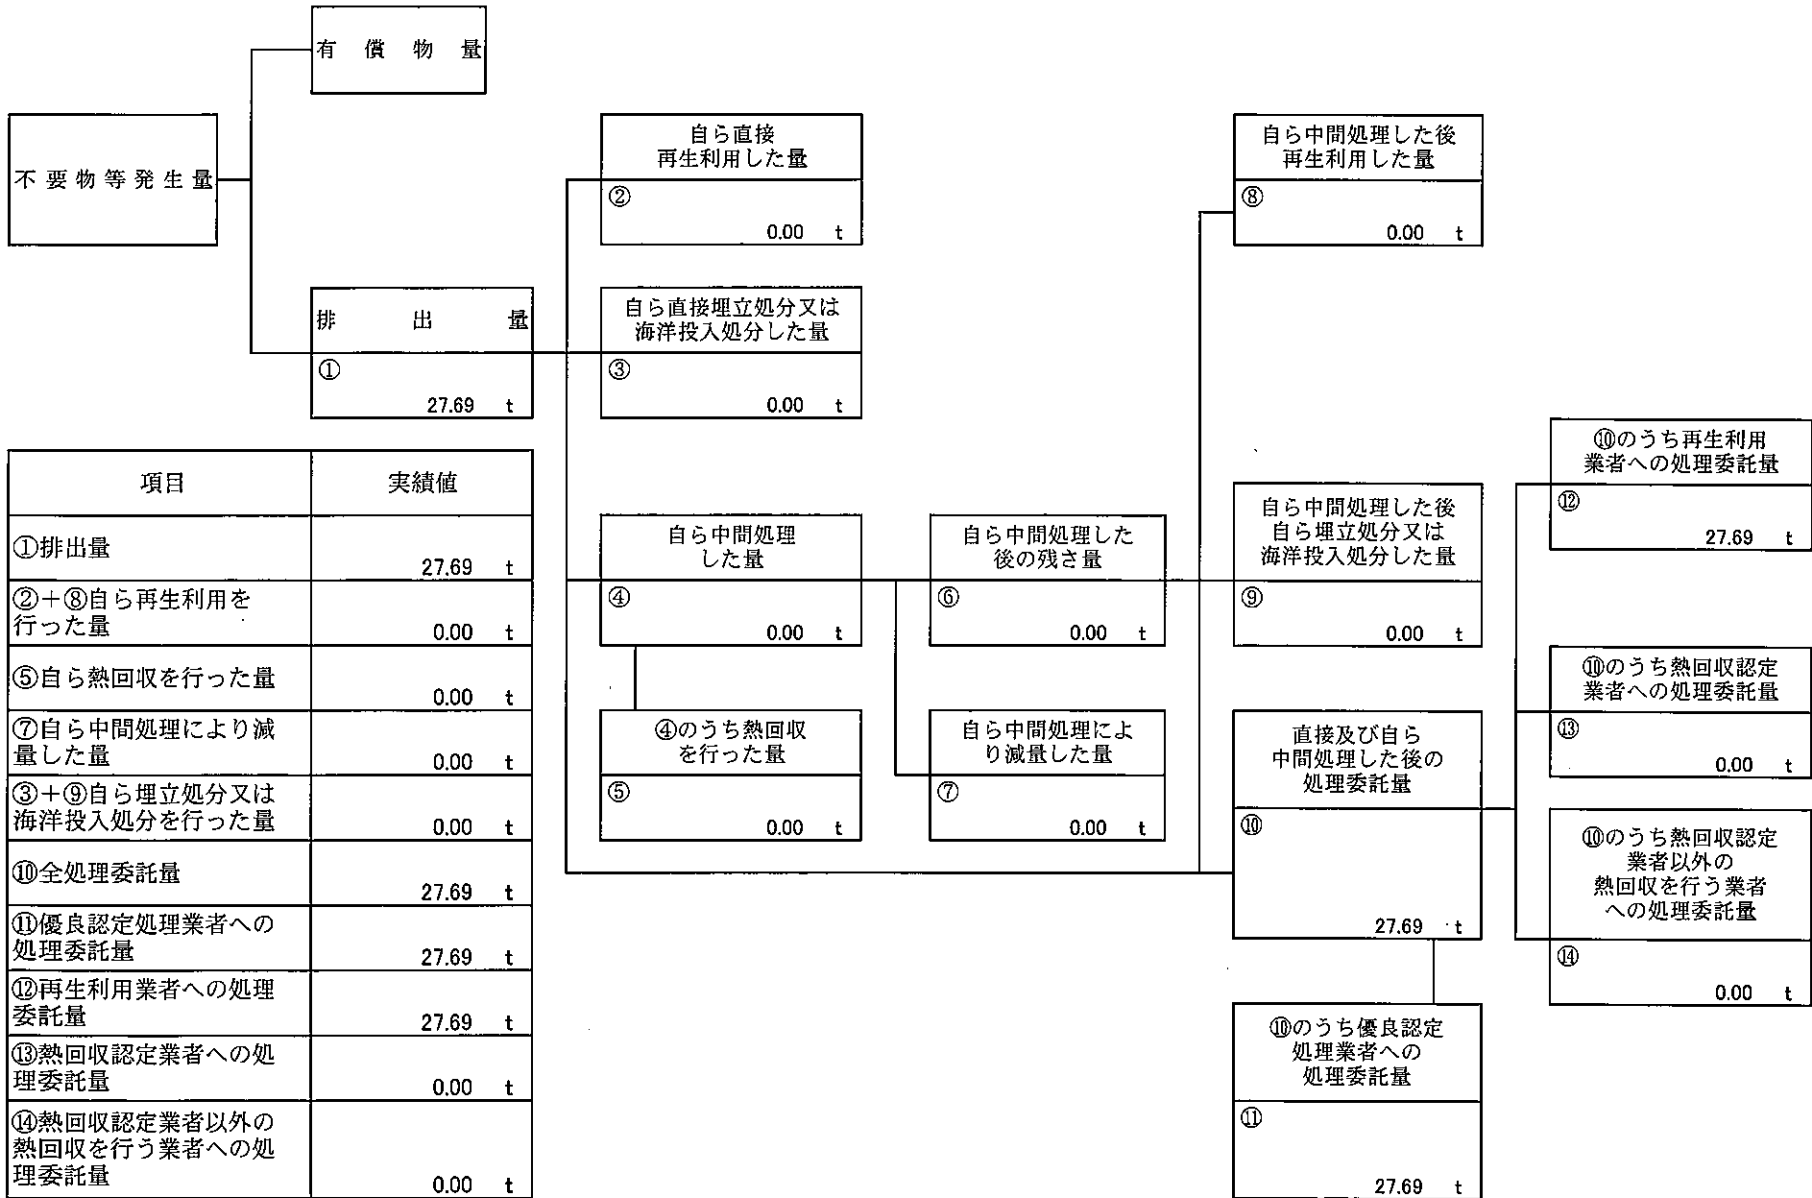 有償物量
不要物等発生量
排出量
①
27.69 t
自ら直接
再生利用した量
②
0.00 t
自ら直接埋立処分又は
海洋投入処分した量
③
0.00 t
自ら中間処理
した量
④
0.00 t
④のうち熱回収
を行った量
⑤
0.00 t
自ら中間処理した
後の残さ量
⑥
0.00 t
自ら中間処理によ
り減量した量
⑦
0.00 t
自ら中間処理した後
再生利用した量
⑧
0.00 t
自ら中間処理した後
自ら埋立処分又は
海洋投入処分した量
⑨
0.00 t
直接及び自ら
中間処理した後の
処理委託量
⑩
27.69 t
⑩のうち優良認定
処理業者への
処理委託量
⑪
27.69 t
⑩のうち再生利用
業者への処理委託量
⑫
27.69 t
⑩のうち熱回収認定
業者への処理委託量
⑬
0.00 t
⑩のうち熱回収認定
業者以外の
熱回収を行う業者
への処理委託量
⑭
0.00 t
項目 実績値
①排出量
27.69 t
②+⑧自ら再生利用を
行った量
0.00 t
⑤自ら熱回収を行った量
0.00 t
⑦自ら中間処理により減
量した量
0.00 t
③+⑨自ら埋立処分又は
海洋投入処分を行った量
0.00 t
⑩全処理委託量
27.69 t
⑪優良認定処理業者への
処理委託量
27.69 t
⑫再生利用業者への処理
委託量
27.69 t
⑬熱回収認定業者への処
理委託量
0.00 t
⑭熱回収認定業者以外の
熱回収を行う業者への処
理委託量
0.00 t